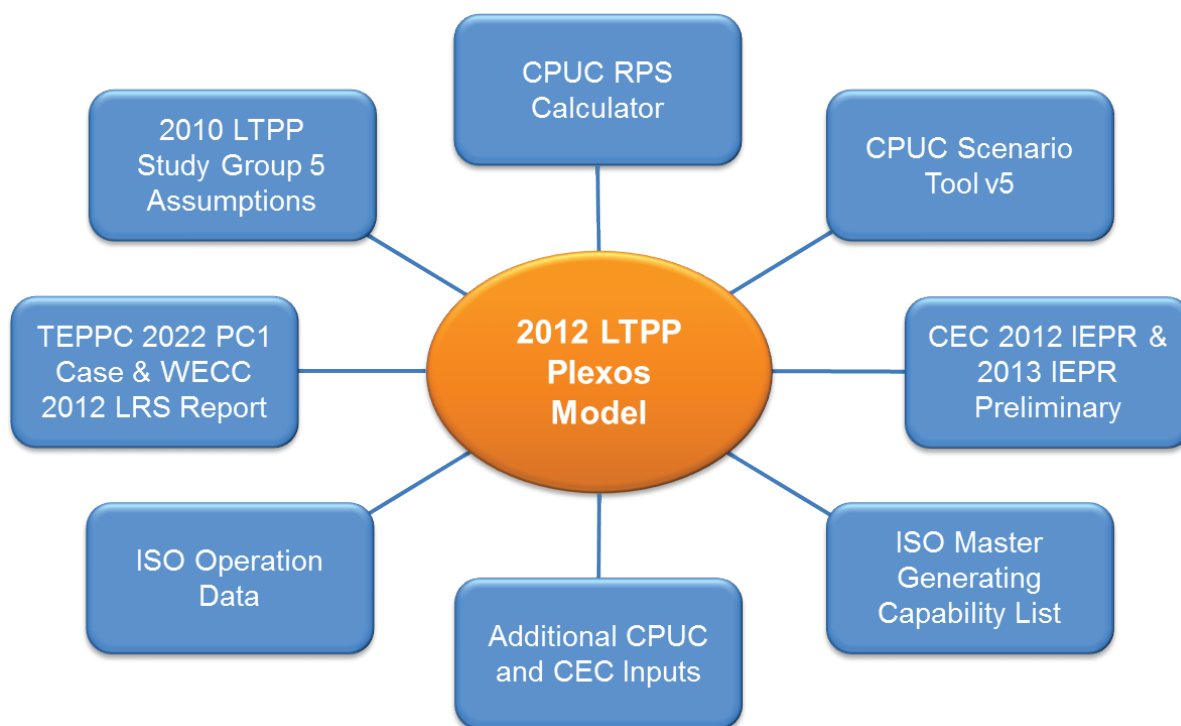 CPUC RPS
Calculator
2010 LTPP
Study Group 5
Assumptions
CPUC Scenario
Tool v5
TEPPC 2022 PC1
Case & WECC
2012 LRS Report
2012 LTPP
Plexos
Model
CEC 2012 IEPR &
2013 IEPR
Preliminary
ISO Operation
Data
ISO Master
Generating
Capability List
Additional CPUC
and CEC Inputs